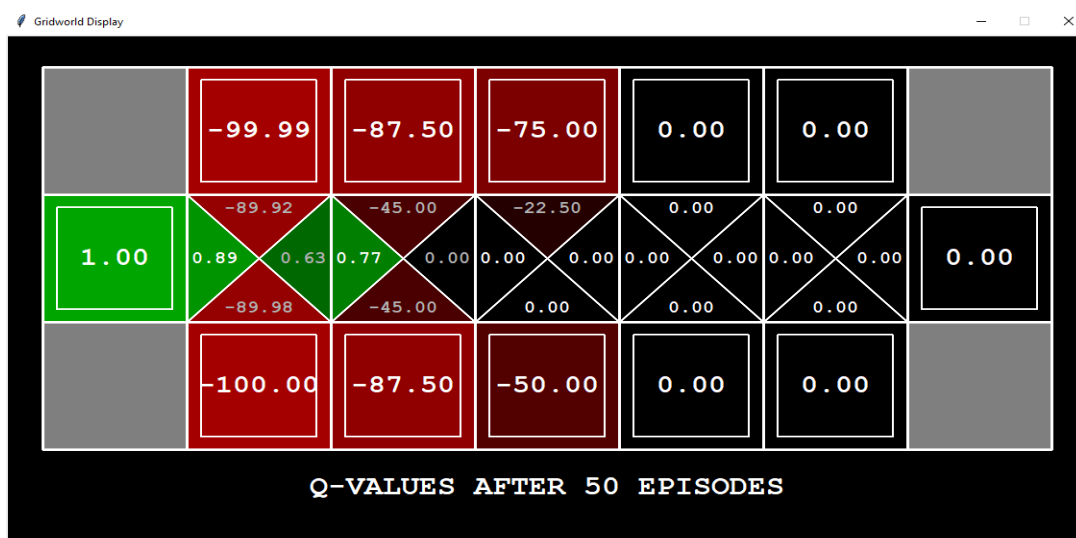 Gridworld Display
-99.99 -87.50 -75.00 0.00 0.00
-89.92 -45.00 -22.50 0.00 0.00
1.00 0.89 0.63 0.77 0.00 0.00 0.00 0.00 0.00 0.00 0.00 0.00
-89.98 -45.00 0.00 0.00 0.00
-100.00 -87.50 -50.00 0.00 0.00
Q-VALUES AFTER 50 EPISODES